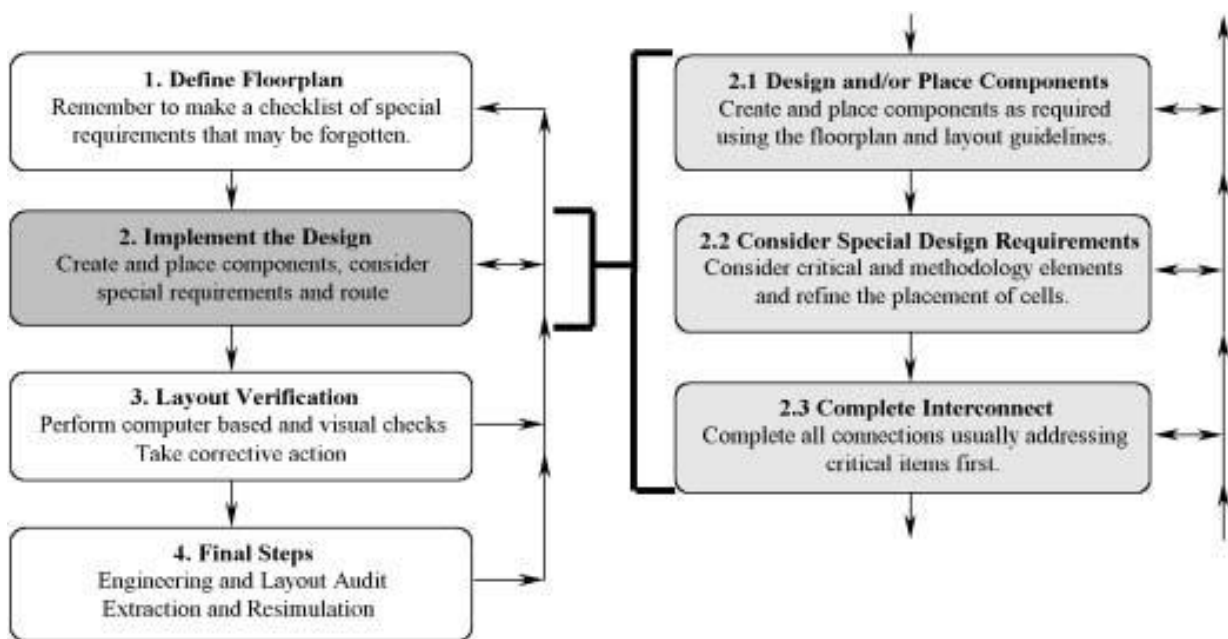 1. Define Floorplan
Remember to make a checklist of special
requirements that may be forgotten.
2. Implement the Design
Create and place components, consider
special requirements and route
3. Layout Verification
Perform computer based and visual checks
Take corrective action
4. Final Steps
Engineering and Layout Audit
Extraction and Resimulation
2.1 Design and/or Place Components
Create and place components as required
using the floorplan and layout guidelines.
2.2 Consider Special Design Requirements
Consider critical and methodology elements
and refine the placement of cells.
2.3 Complete Interconnect
Complete all connections usually addressing
critical items first.